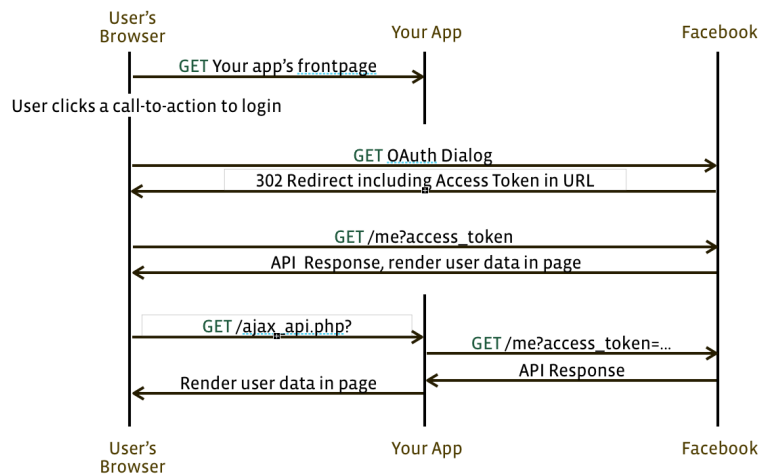 User's
Browser
Your App
Facebook
GET Your app's frontpage
User clicks a call-to-action to login
GET OAuth Dialog
302 Redirect including Access Token in URL
GET /me?access_token
API Response, render user data in page
GET /ajax_api.php?
GET /me?access_token=...
API Response
Render user data in page
User's
Browser
Your App
Facebook